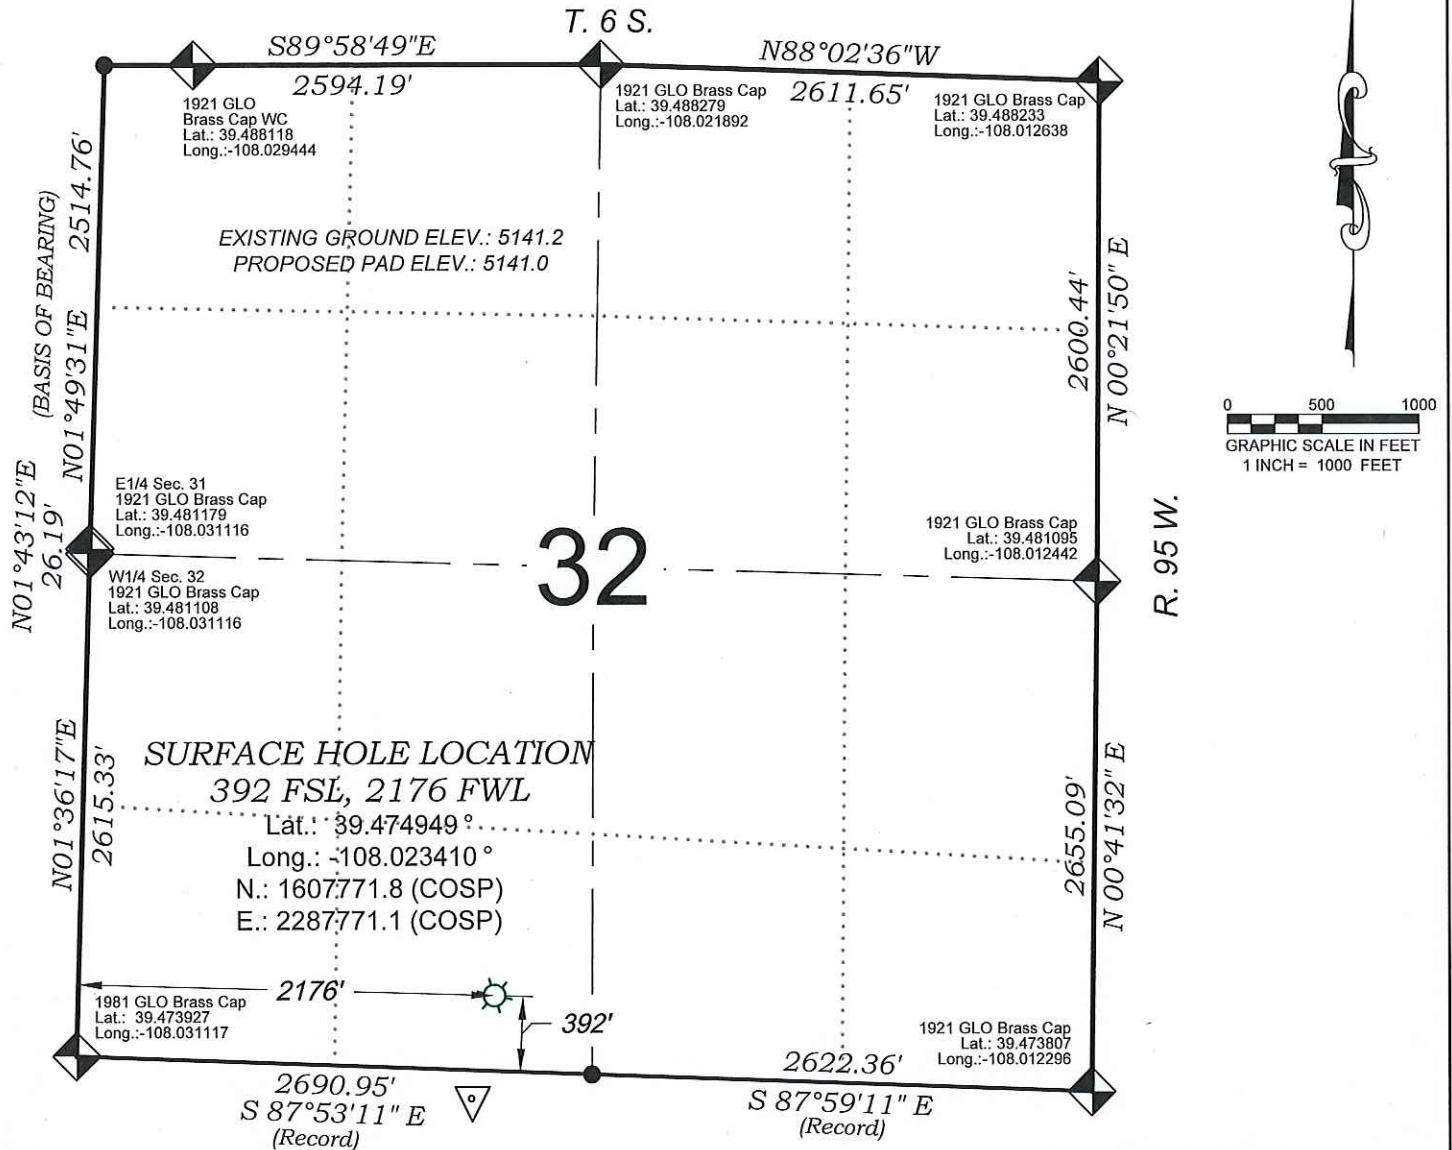 T. 6 S.
S89°58'49"E
2594.19'
N88°02'36"W
2611.65'
1921 GLO
Brass Cap WC
Lat.: 39.488118
Long.:-108.029444
1921 GLO Brass Cap
Lat.: 39.488279
Long.:-108.021892
1921 GLO Brass Cap
Lat.: 39.488233
Long.:-108.012638
(BASIS OF BEARING)
N01°49'31"E 2514.76'
EXISTING GROUND ELEV.: 5141.2
PROPOSED PAD ELEV.: 5141.0
2600.44'
N 00°21'50" E
0 500 1000
GRAPHIC SCALE IN FEET
1 INCH = 1000 FEET
N01°43'12"E
26.19'
E1/4 Sec. 31
1921 GLO Brass Cap
Lat.: 39.481179
Long.:-108.031116
W1/4 Sec. 32
1921 GLO Brass Cap
Lat.: 39.481108
Long.:-108.031116
32
1921 GLO Brass Cap
Lat.: 39.481095
Long.:-108.012442
R. 95 W.
N01°36'17"E
2615.33'
SURFACE HOLE LOCATION
392 FSL, 2176 FWL
Lat.: 39.474949°
Long.: -108.023410°
N.: 1607771.8 (COSP)
E.: 2287771.1 (COSP)
2655.09'
N 00°41'32" E
2176'
392'
1981 GLO Brass Cap
Lat.: 39.473927
Long.:-108.031117
1921 GLO Brass Cap
Lat.: 39.473807
Long.:-108.012296
2690.95'
S 87°53'11" E
(Record)
2622.36'
S 87°59'11" E
(Record)